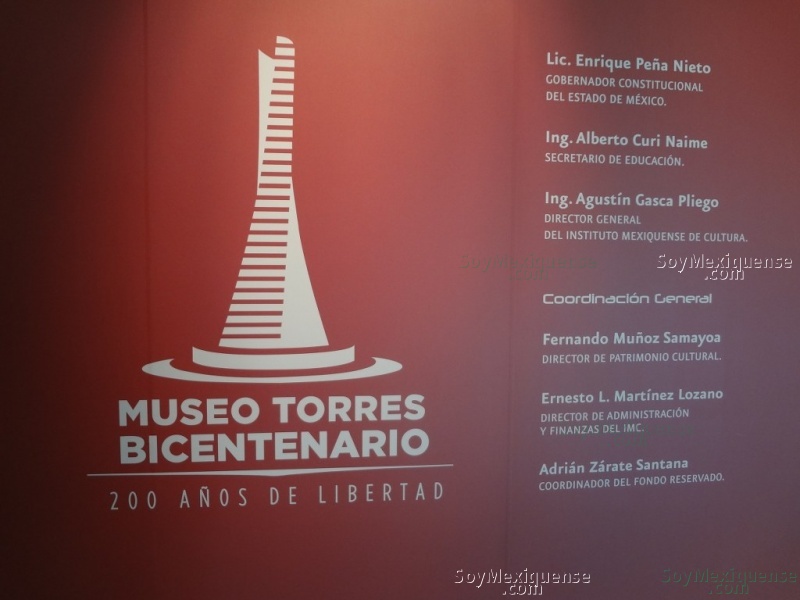 MUSEO TORRES
BICENTENARIO
200 AÑOS DE LIBERTAD
Lic. Enrique Peña Nieto
GOBERNADOR CONSTITUCIONAL
DEL ESTADO DE MÉXICO.
Ing. Alberto Curi Naime
SECRETARIO DE EDUCACIÓN.
Ing. Agustín Gasca Pliego
DIRECTOR GENERAL
DEL INSTITUTO MEXIQUENSE DE CULTURA.
SoyMexiquense
.com
SoyMexiquense
.com
Coordinación General
Fernando Muñoz Samayoa
DIRECTOR DE PATRIMONIO CULTURAL.
Ernesto L. Martínez Lozano
DIRECTOR DE ADMINISTRACIÓN
Y FINANZAS DEL IMC.
Adrián Zárate Santana
COORDINADOR DEL FONDO RESERVADO.
SoyMexiquense
.com
SoyMexiquense
.com